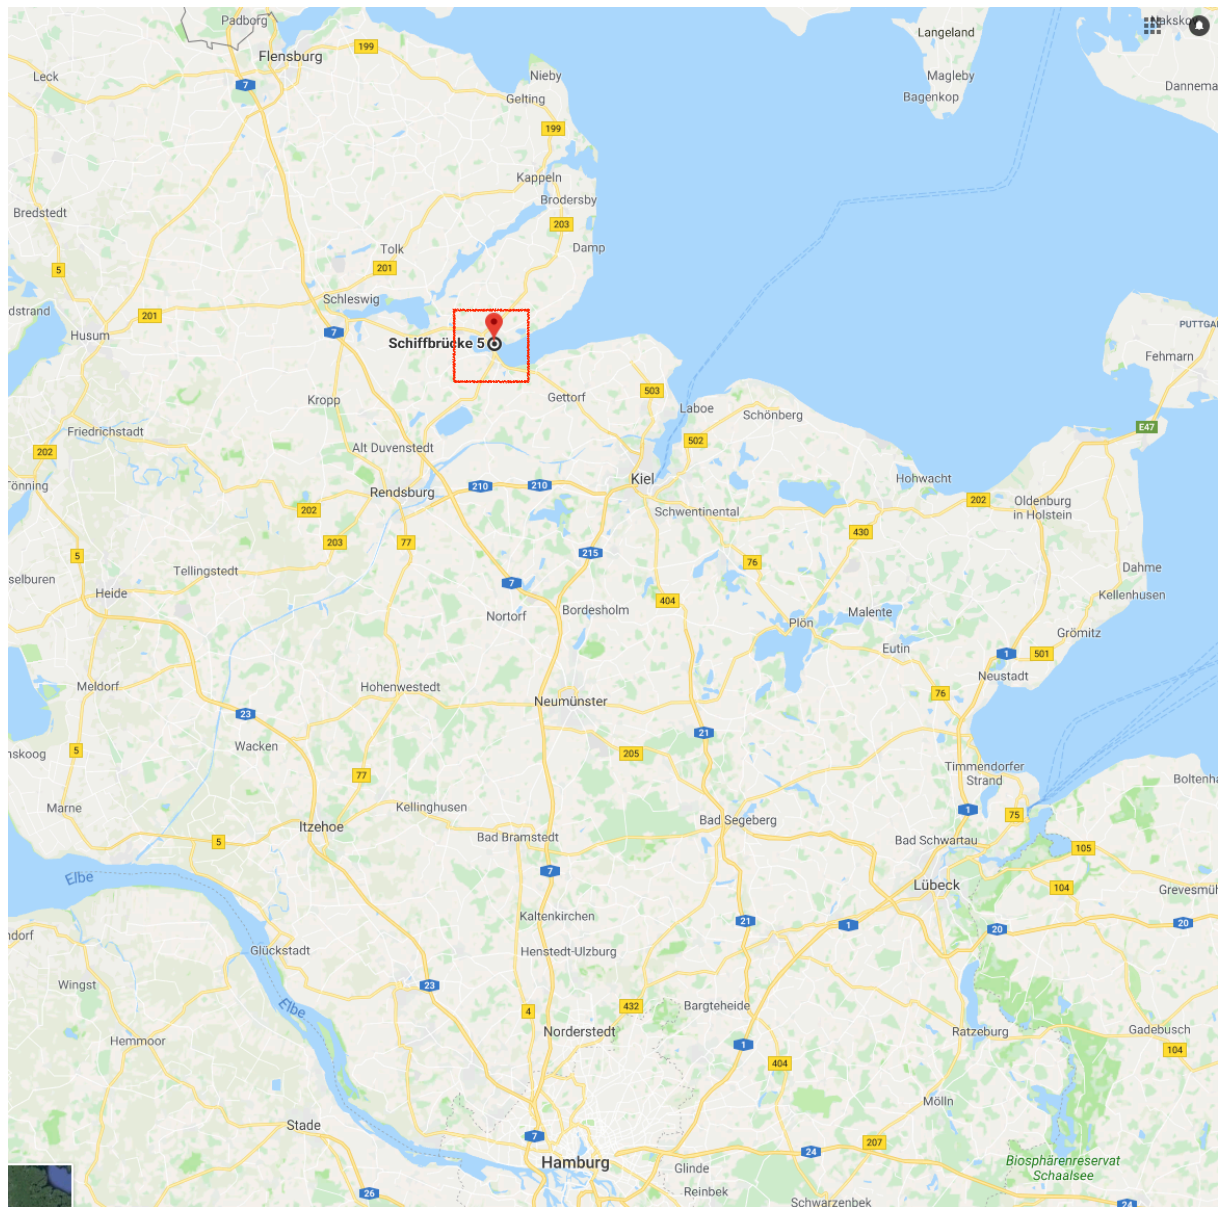 Padborg
Nakskov
Langeland
199
Flensburg
Leck
7
Nieby
Magleby
Gelting
Bagenkop
Dannema
199
Kappeln
Brodersby
Bredstedt
203
Tolk
Damp
201
5
Schleswig
dstrand
201
PUTTGA
Husum
7
Schiffbrücke 5
Fehmarn
503
Gettorf
Kropp
Laboe
Schönberg
E47
Friedrichstadt
502
Alt Duvenstedt
202
Kiel
Hohwacht
Tönning
210
210
Rendsburg
202
Oldenburg
in Holstein
202
Schwentinental
430
203
77
5
215
76
Dahme
Tellingstedt
selburen
7
Heide
Kellenhusen
404
Bordesholm
Malente
Nortorf
Plön
Grömitz
Eutin
1
501
Neustadt
Meldorf
Hohenwestedt
76
Neumünster
23
21
Wacken
5
nskoog
205
Timmendorfer
Strand
77
Boltenha
Marne
Kellinghusen
1
75
Bad Segeberg
Itzehoe
Bad Bramstedt
5
Bad Schwartau
105
7
Elbe
Lübeck
104
Grevesmüh
Kaltenkirchen
21
1
20
20
ndorf
Glückstadt
Henstedt-Ulzburg
Wingst
23
Elbe
4
432
Bargteheide
Norderstedt
Ratzeburg
Gadebusch
Hemmoor
1
104
404
Mölln
Stade
7
207
24
Hamburg
Glinde
Biosphärenreservat
Schaalsee
26
Reinbek
Schwarzenbek
24